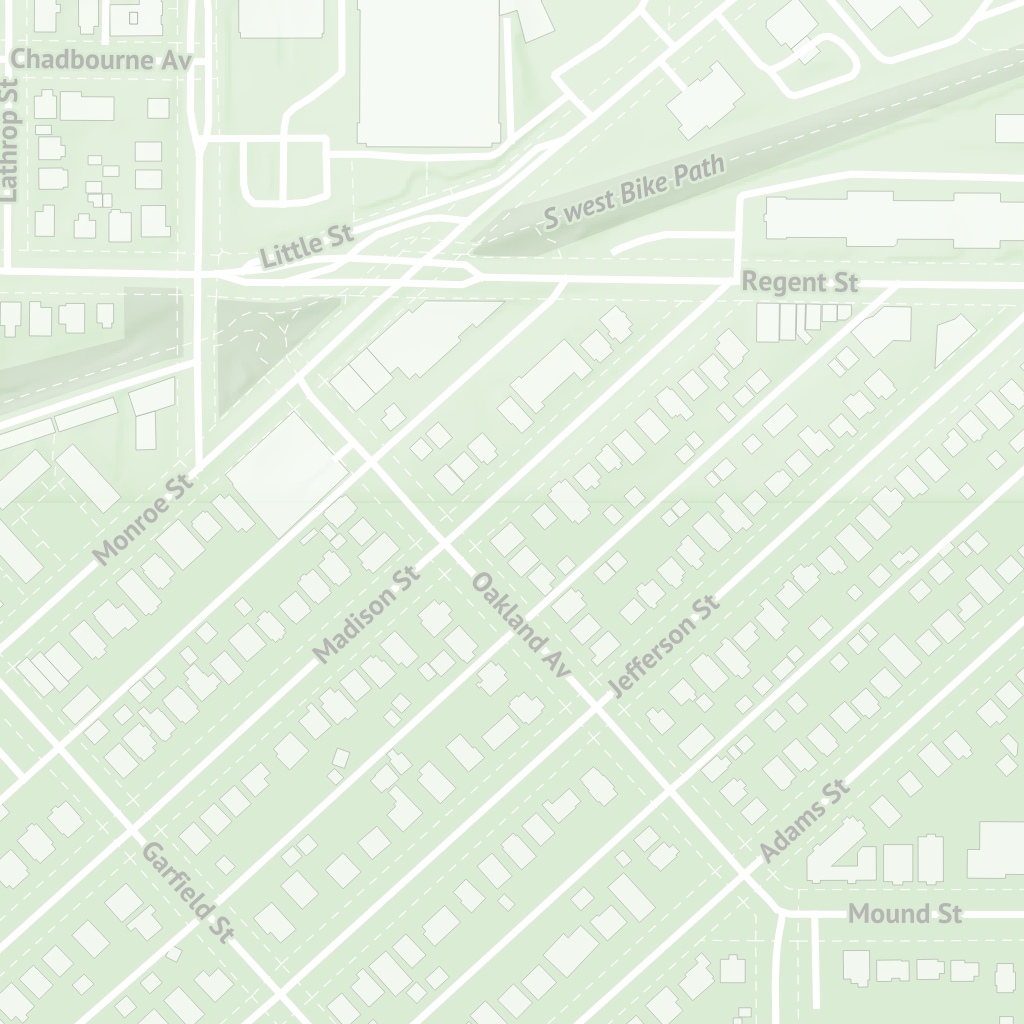 Chadbourne Av
Lathrop St
S west Bike Path
Little St
Regent St
Monroe St
Madison St
Oakland Av
Jefferson St
Adams St
Garfield St
Mound St